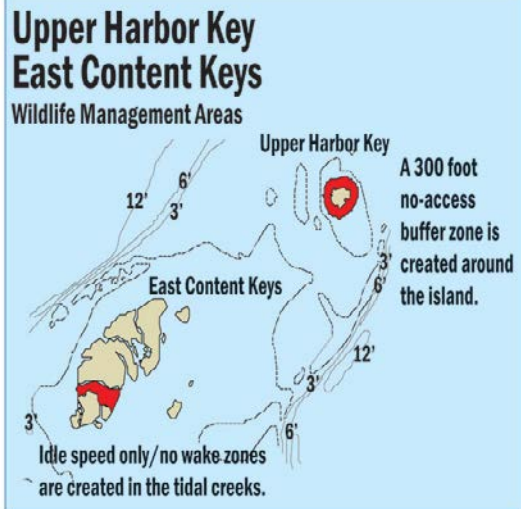 Upper Harbor Key
East Content Keys
Wildlife Management Areas
Upper Harbor Key
A 300 foot
no-access
buffer zone is
created around
the island.
12'
6'
3'
East Content Keys
3'
6'
12'
3'
3'
6'
Idle speed only/no wake zones
are created in the tidal creeks.